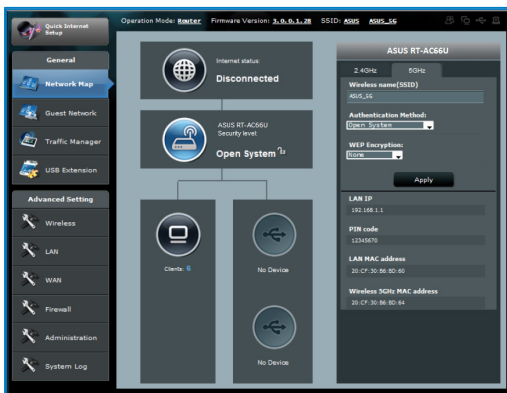 Quick Internet
Setup
Operation Mode: Router Firmware Version: 3.0.0.1.28 SSID: ASUS ASUS_5G
General
Network Map
Guest Network
Traffic Manager
USB Extension
Advanced Setting
Wireless
LAN
WAN
Firewall
Administration
System Log
Internet status:
Disconnected
ASUS RT-AC66U
Security level:
Open System
Clients: 6
No Device
No Device
ASUS RT-AC66U
2.4GHz 5GHz
Wireless name(SSID)
ASUS_5G
Authentication Method:
Open System
WEP Encryption:
None
Apply
LAN IP
192.168.1.1
PIN code
12345670
LAN MAC address
20:CF:30:B6:BD:60
Wireless 5GHz MAC address
20:CF:30:B6:BD:64